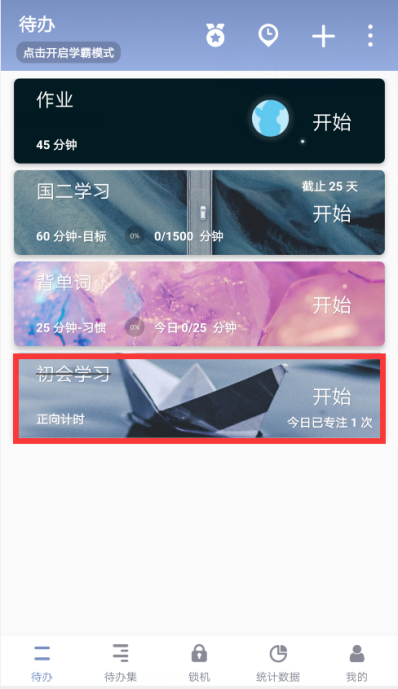 待办
点击开启学霸模式
作业
开始
45 分钟
国二学习
截止 25 天
开始
60 分钟-目标 0% 0/1500 分钟
背单词
开始
25 分钟-习惯 0% 今日 0/25 分钟
初会学习
开始
正向计时
今日已专注 1 次
待办 待办集 锁机 统计数据 我的